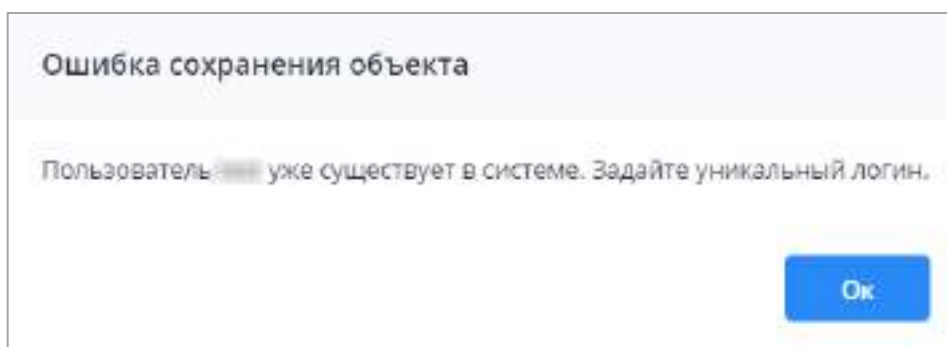 Ошибка сохранения объекта
Пользователь уже существует в системе. Задайте уникальный логин.
Ок